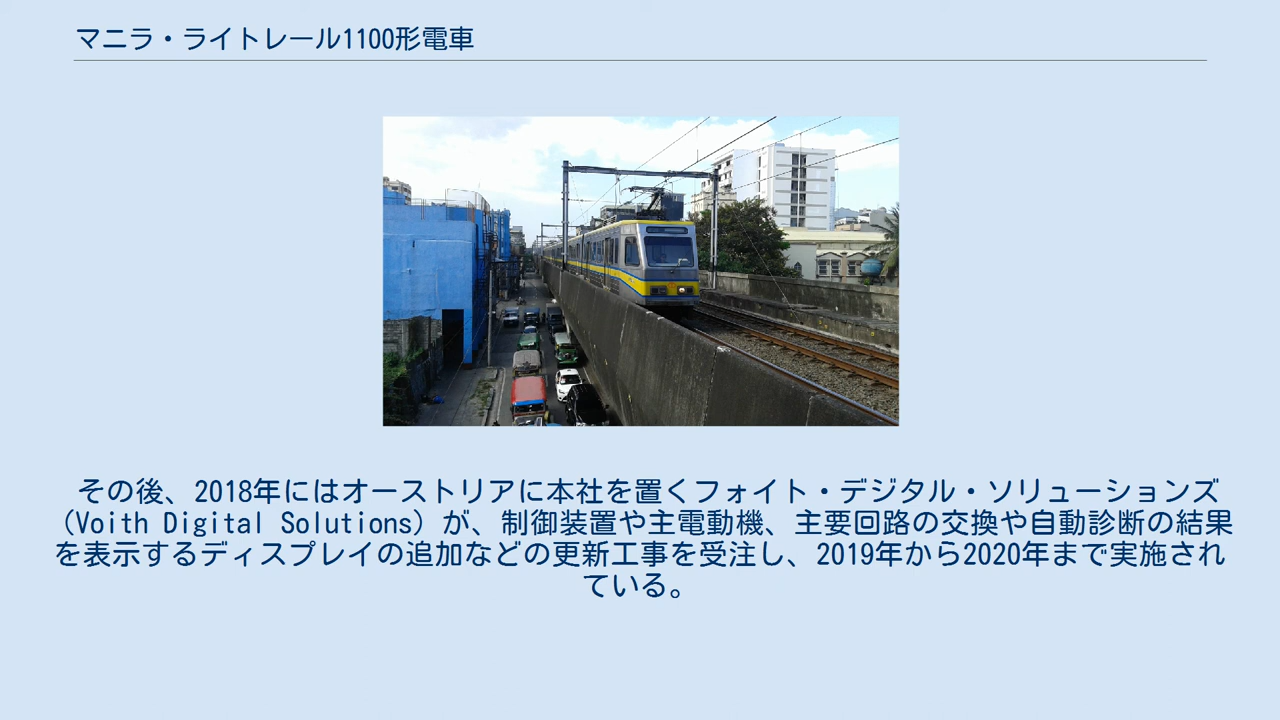 マニラ・ライトレール1100形電車
その後、2018年にはオーストリアに本社を置くフォイト・デジタル・ソリューションズ
（Voith Digital Solutions）が、制御装置や主電動機、主要回路の交換や自動診断の結果
を表示するディスプレイの追加などの更新工事を受注し、2019年から2020年まで実施され
ている。